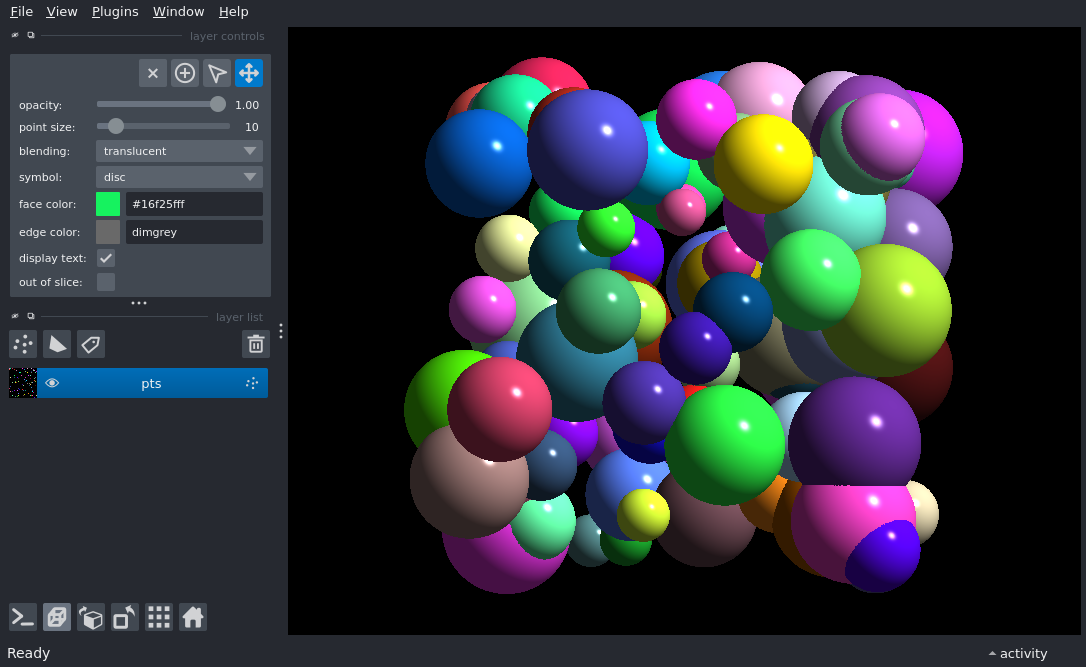 File View Plugins Window Help
layer controls
opacity: 1.00
point size: 10
blending: translucent
symbol: disc
face color: #16f25fff
edge color: dimgrey
display text:
out of slice:
layer list
pts
Ready
activity